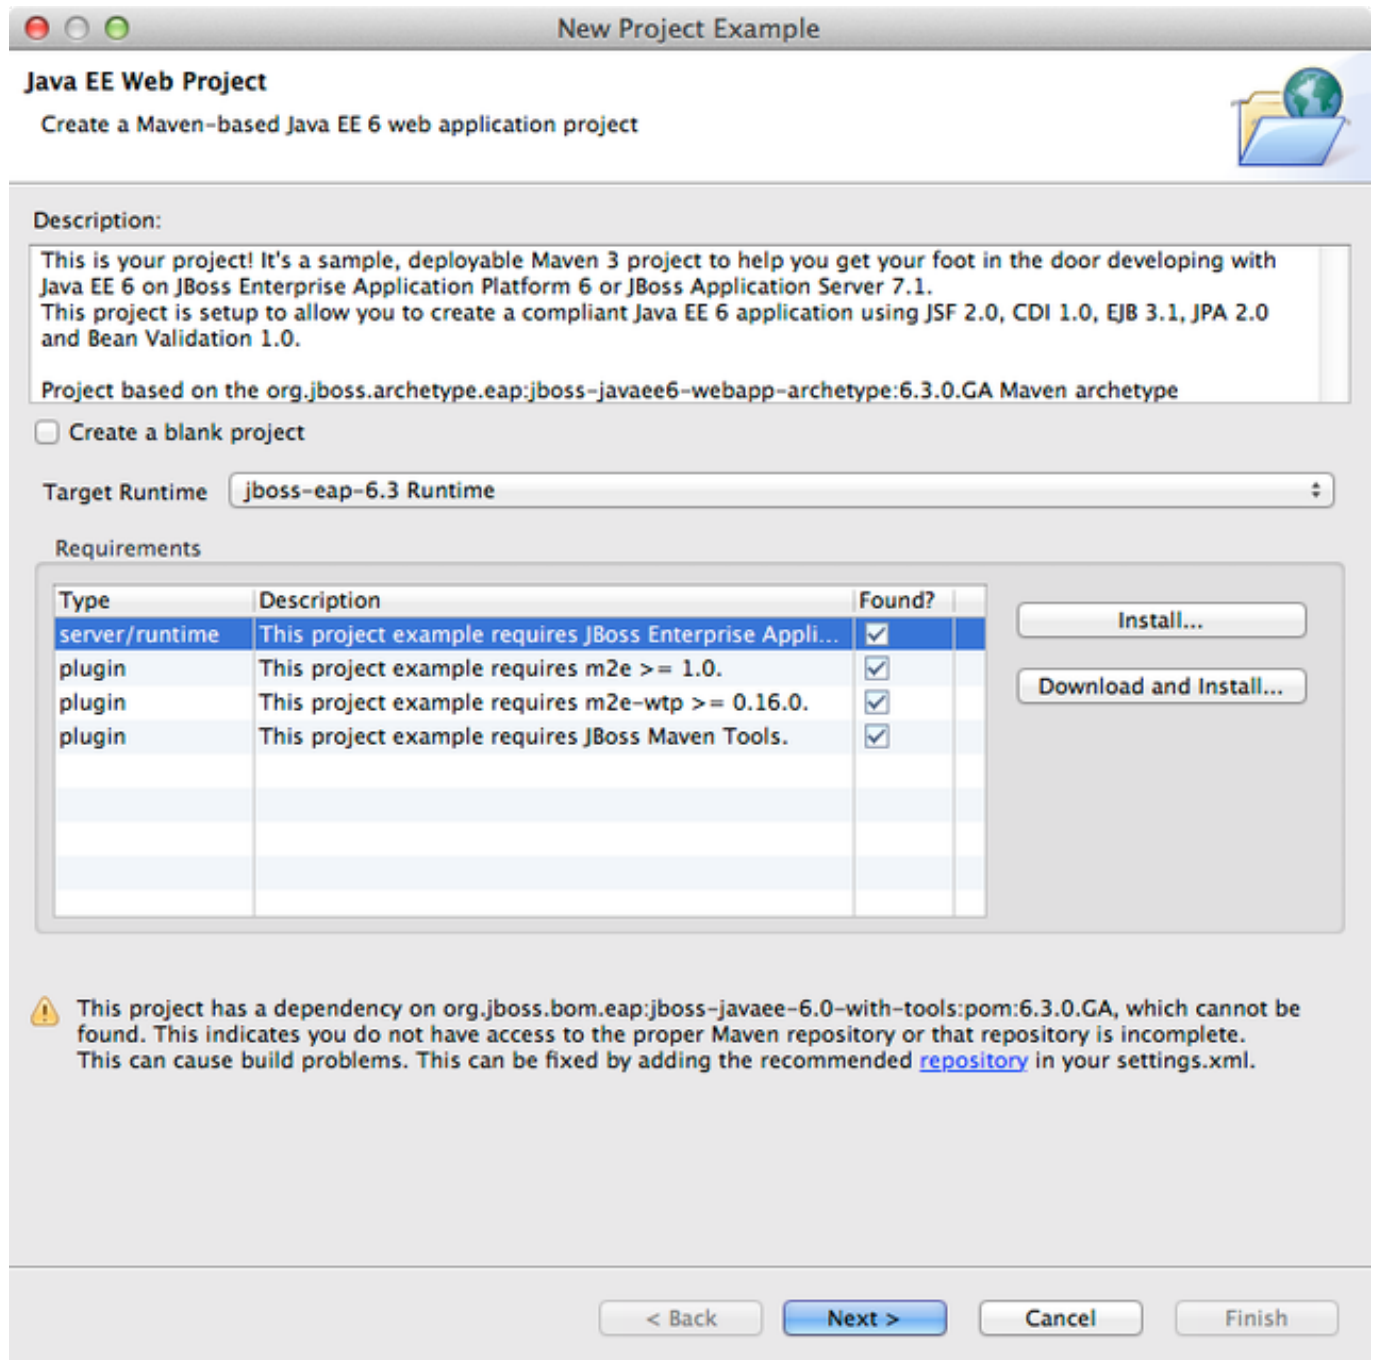 New Project Example
Java EE Web Project
Create a Maven-based Java EE 6 web application project
Description:
This is your project! It's a sample, deployable Maven 3 project to help you get your foot in the door developing with
Java EE 6 on JBoss Enterprise Application Platform 6 or JBoss Application Server 7.1.
This project is setup to allow you to create a compliant Java EE 6 application using JSF 2.0, CDI 1.0, EJB 3.1, JPA 2.0
and Bean Validation 1.0.
Project based on the org.jboss.archetype.eap:jboss-javaee6-webapp-archetype:6.3.0.GA Maven archetype
Create a blank project
Target Runtime jboss-eap-6.3 Runtime
Requirements
Type Description Found?
server/runtime This project example requires JBoss Enterprise Appli...
plugin This project example requires m2e >= 1.0.
plugin This project example requires m2e-wtp >= 0.16.0.
plugin This project example requires JBoss Maven Tools.
Install...
Download and Install...
This project has a dependency on org.jboss.bom.eap:jboss-javaee-6.0-with-tools:pom:6.3.0.GA, which cannot be
found. This indicates you do not have access to the proper Maven repository or that repository is incomplete.
This can cause build problems. This can be fixed by adding the recommended repository in your settings.xml.
< Back Next > Cancel Finish